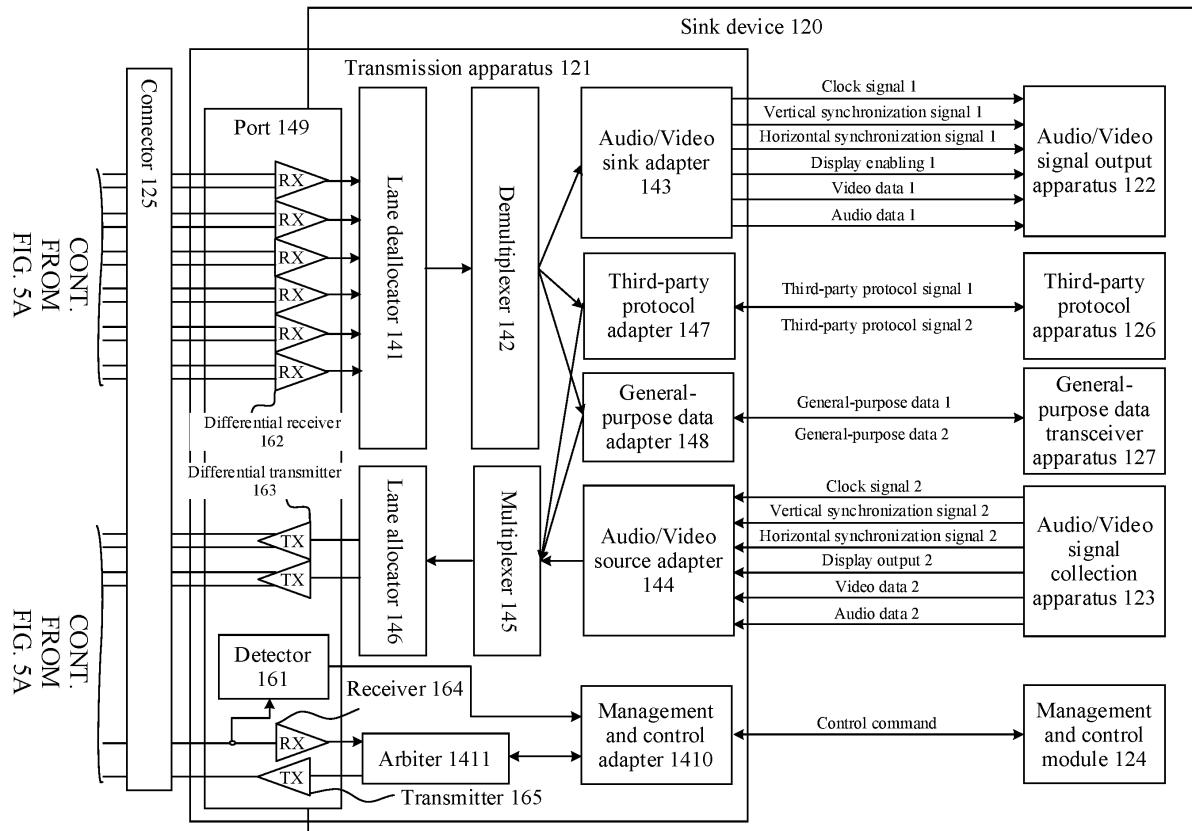 Sink device 120
Transmission apparatus 121
Connector 125
Port 149
RX
RX
RX
RX
RX
RX
CONT.
FROM
FIG. 5A
Differential receiver
162
Lane deallocator 141
Demultiplexer 142
Audio/Video
sink adapter
143
Clock signal 1
Vertical synchronization signal 1
Horizontal synchronization signal 1
Display enabling 1
Video data 1
Audio data 1
Audio/Video
signal output
apparatus 122
Third-party
protocol
adapter 147
Third-party protocol signal 1
Third-party protocol signal 2
Third-party
protocol
apparatus 126
General-
purpose data
adapter 148
General-purpose data 1
General-purpose data 2
General-
purpose data
transceiver
apparatus 127
Differential transmitter
163
TX
TX
CONT.
FROM
FIG. 5A
Lane allocator 146
Multiplexer 145
Audio/Video
source adapter
144
Clock signal 2
Vertical synchronization signal 2
Horizontal synchronization signal 2
Display output 2
Video data 2
Audio data 2
Audio/Video
signal
collection
apparatus 123
Detector
161
Receiver 164
RX
TX
Arbiter 1411
Transmitter 165
Management
and control
adapter 1410
Control command
Management
and control
module 124